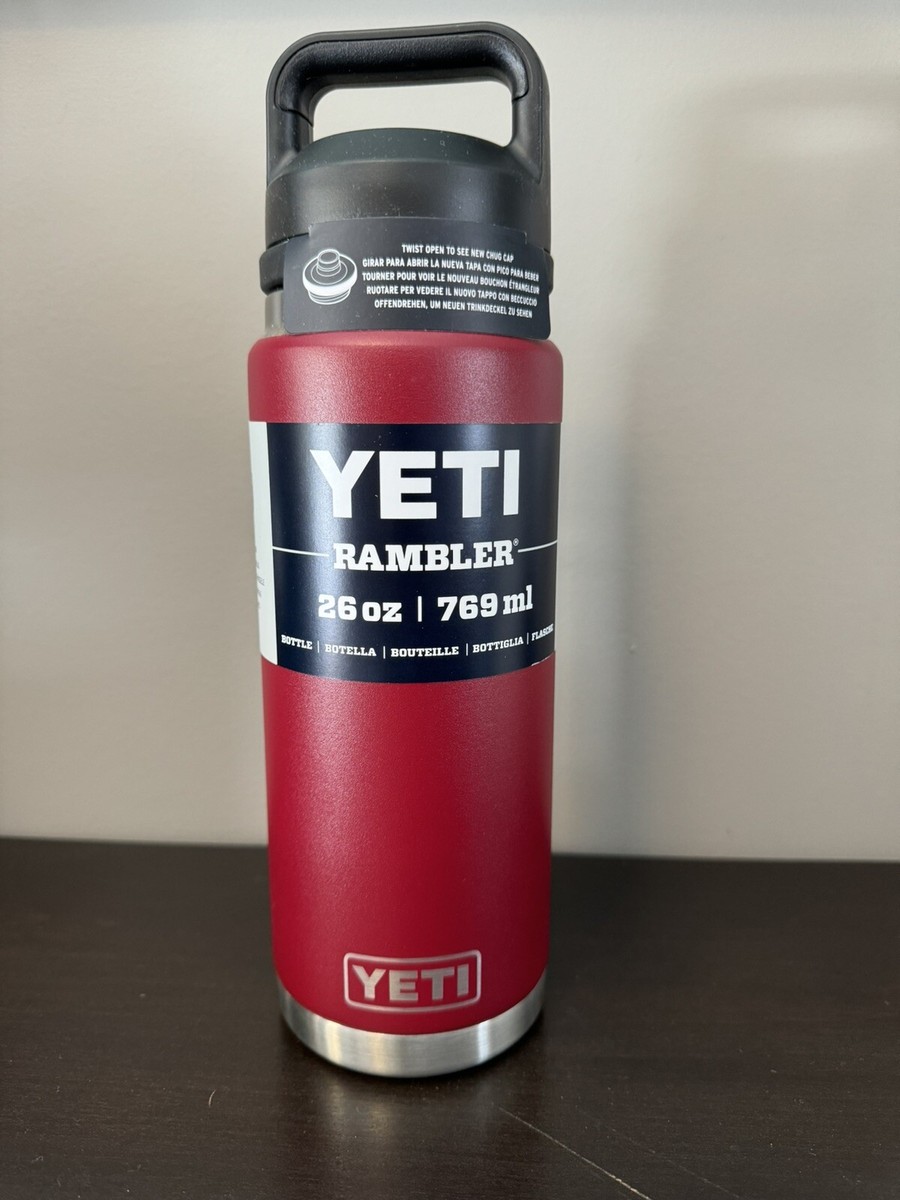 TWIST OPEN TO SEE NEW CHUG CAP
GIRAR PARA ABRIR LA NUEVA TAPA CON PICO PARA BEBER
TOURNER POUR VOIR LE NOUVEAU BOUCHON ÉTRANGLEUR
RUOTARE PER VEDERE IL NUOVO TAPPO CON BECCUCCIO
OFFENDREHEN, UM NEUEN TRINKDECKEL ZU SEHEN
YETI
RAMBLER®
26 oz | 769 ml
BOTTLE | BOTELLA | BOUTEILLE | BOTTIGLIA | FLASCHE
YETI